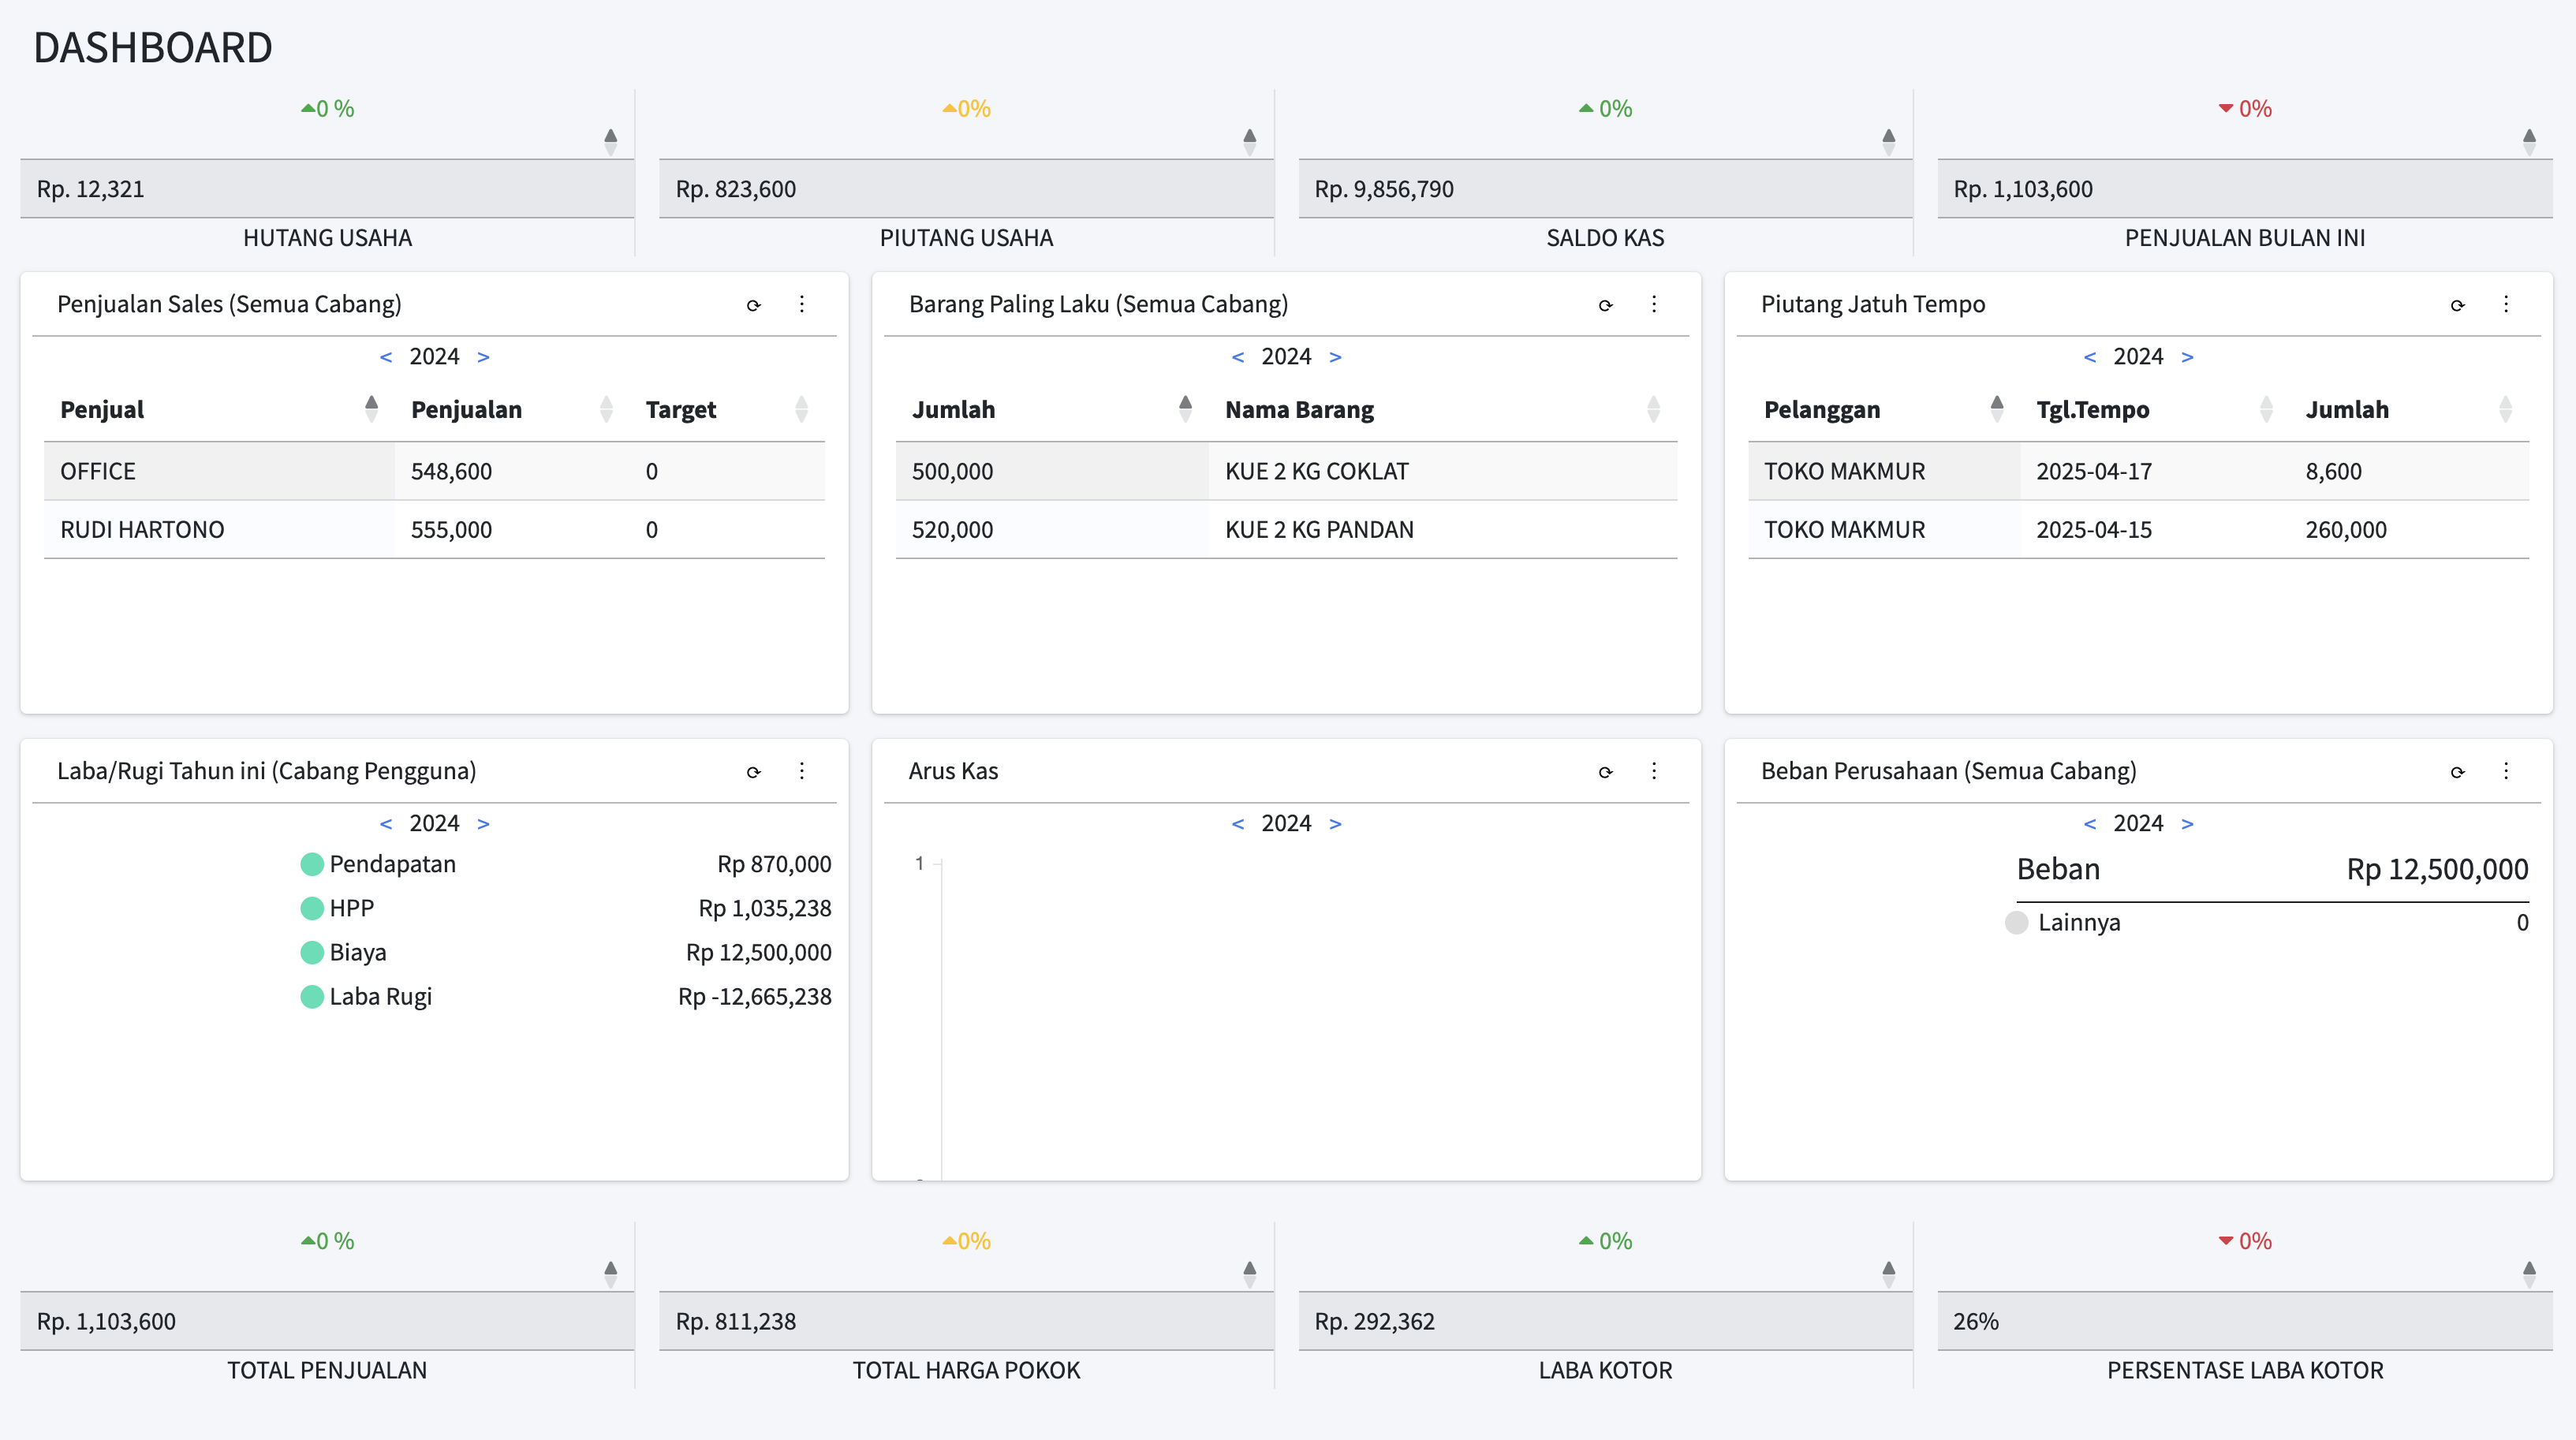 DASHBOARD
0 %
Rp. 12,321
HUTANG USAHA
0%
Rp. 823,600
PIUTANG USAHA
0%
Rp. 9,856,790
SALDO KAS
0%
Rp. 1,103,600
PENJUALAN BULAN INI
Penjualan Sales (Semua Cabang)
< 2024 >
Penjual Penjualan Target
OFFICE 548,600 0
RUDI HARTONO 555,000 0
Barang Paling Laku (Semua Cabang)
< 2024 >
Jumlah Nama Barang
500,000 KUE 2 KG COKLAT
520,000 KUE 2 KG PANDAN
Piutang Jatuh Tempo
< 2024 >
Pelanggan Tgl.Tempo Jumlah
TOKO MAKMUR 2025-04-17 8,600
TOKO MAKMUR 2025-04-15 260,000
Laba/Rugi Tahun ini (Cabang Pengguna)
< 2024 >
Pendapatan Rp 870,000
HPP Rp 1,035,238
Biaya Rp 12,500,000
Laba Rugi Rp -12,665,238
Arus Kas
< 2024 >
1
Beban Perusahaan (Semua Cabang)
< 2024 >
Beban Rp 12,500,000
Lainnya 0
0 %
Rp. 1,103,600
TOTAL PENJUALAN
0%
Rp. 811,238
TOTAL HARGA POKOK
0%
Rp. 292,362
LABA KOTOR
0%
26%
PERSENTASE LABA KOTOR